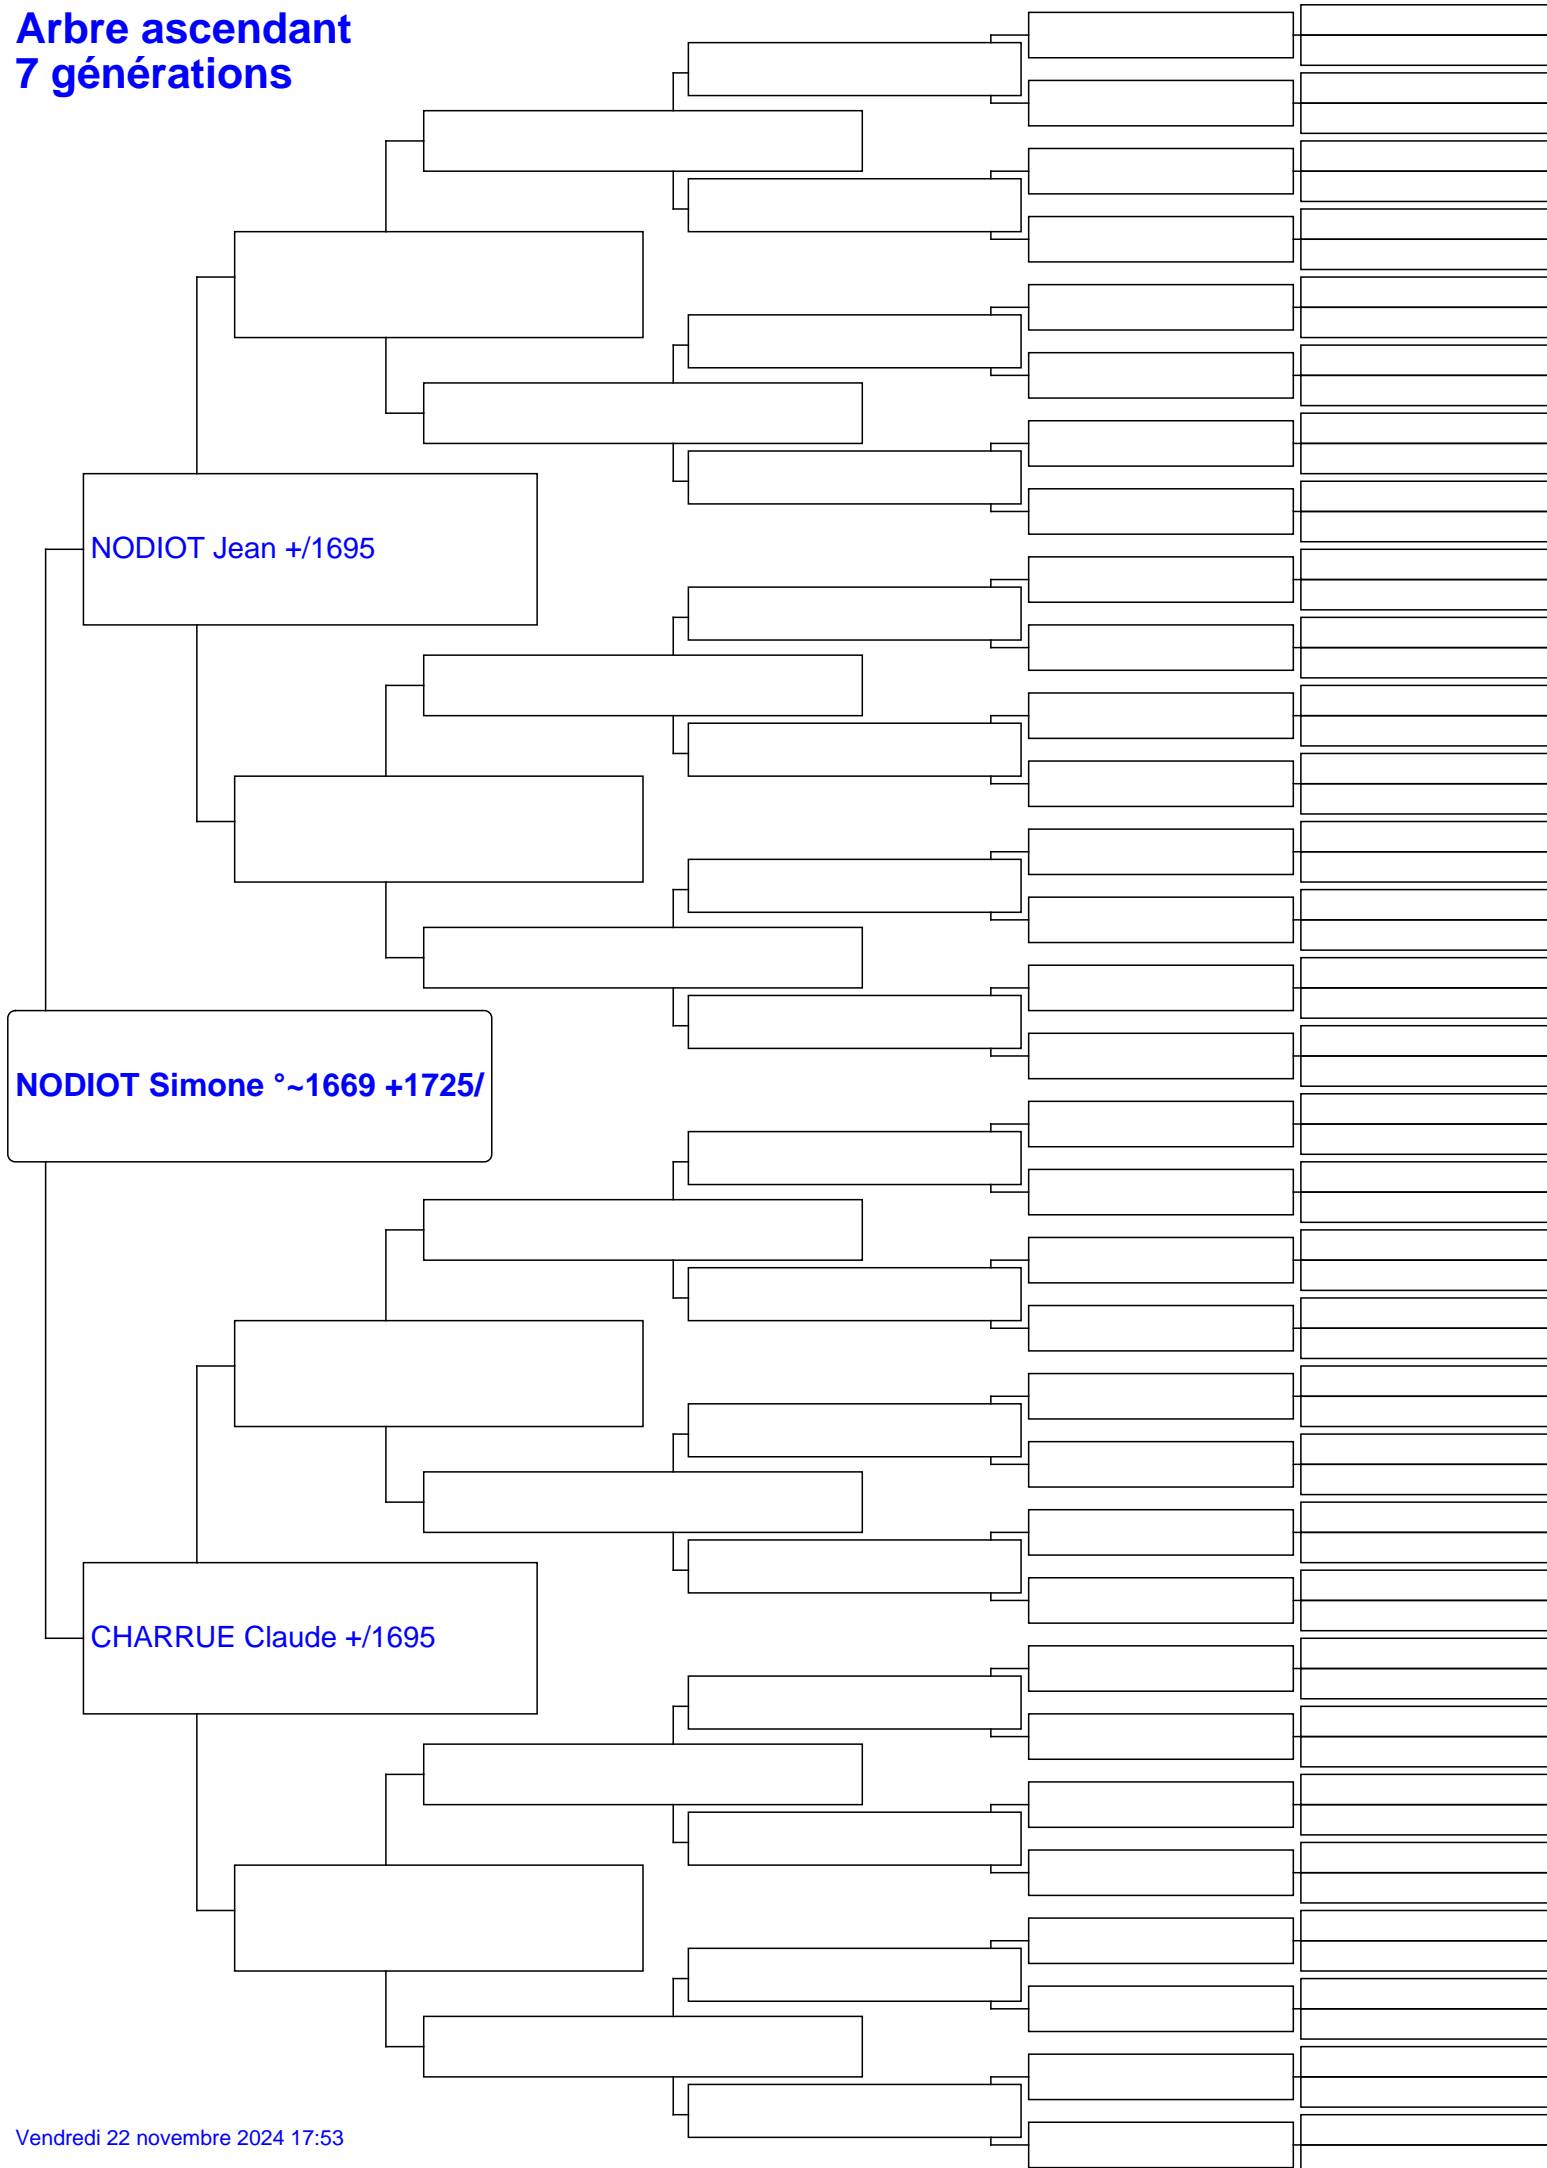 Arbre ascendant
7 générations
NODIOT Jean +/1695
NODIOT Simone °~1669 +1725/
CHARRUE Claude +/1695
Vendredi 22 novembre 2024 17:53